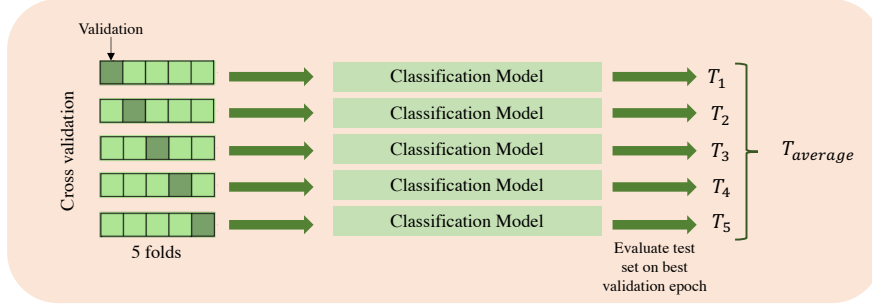 Validation
Cross validation
Classification Model
T1
Classification Model
T2
Classification Model
T3
Taverage
Classification Model
T4
Classification Model
T5
5 folds
Evaluate test
set on best
validation epoch